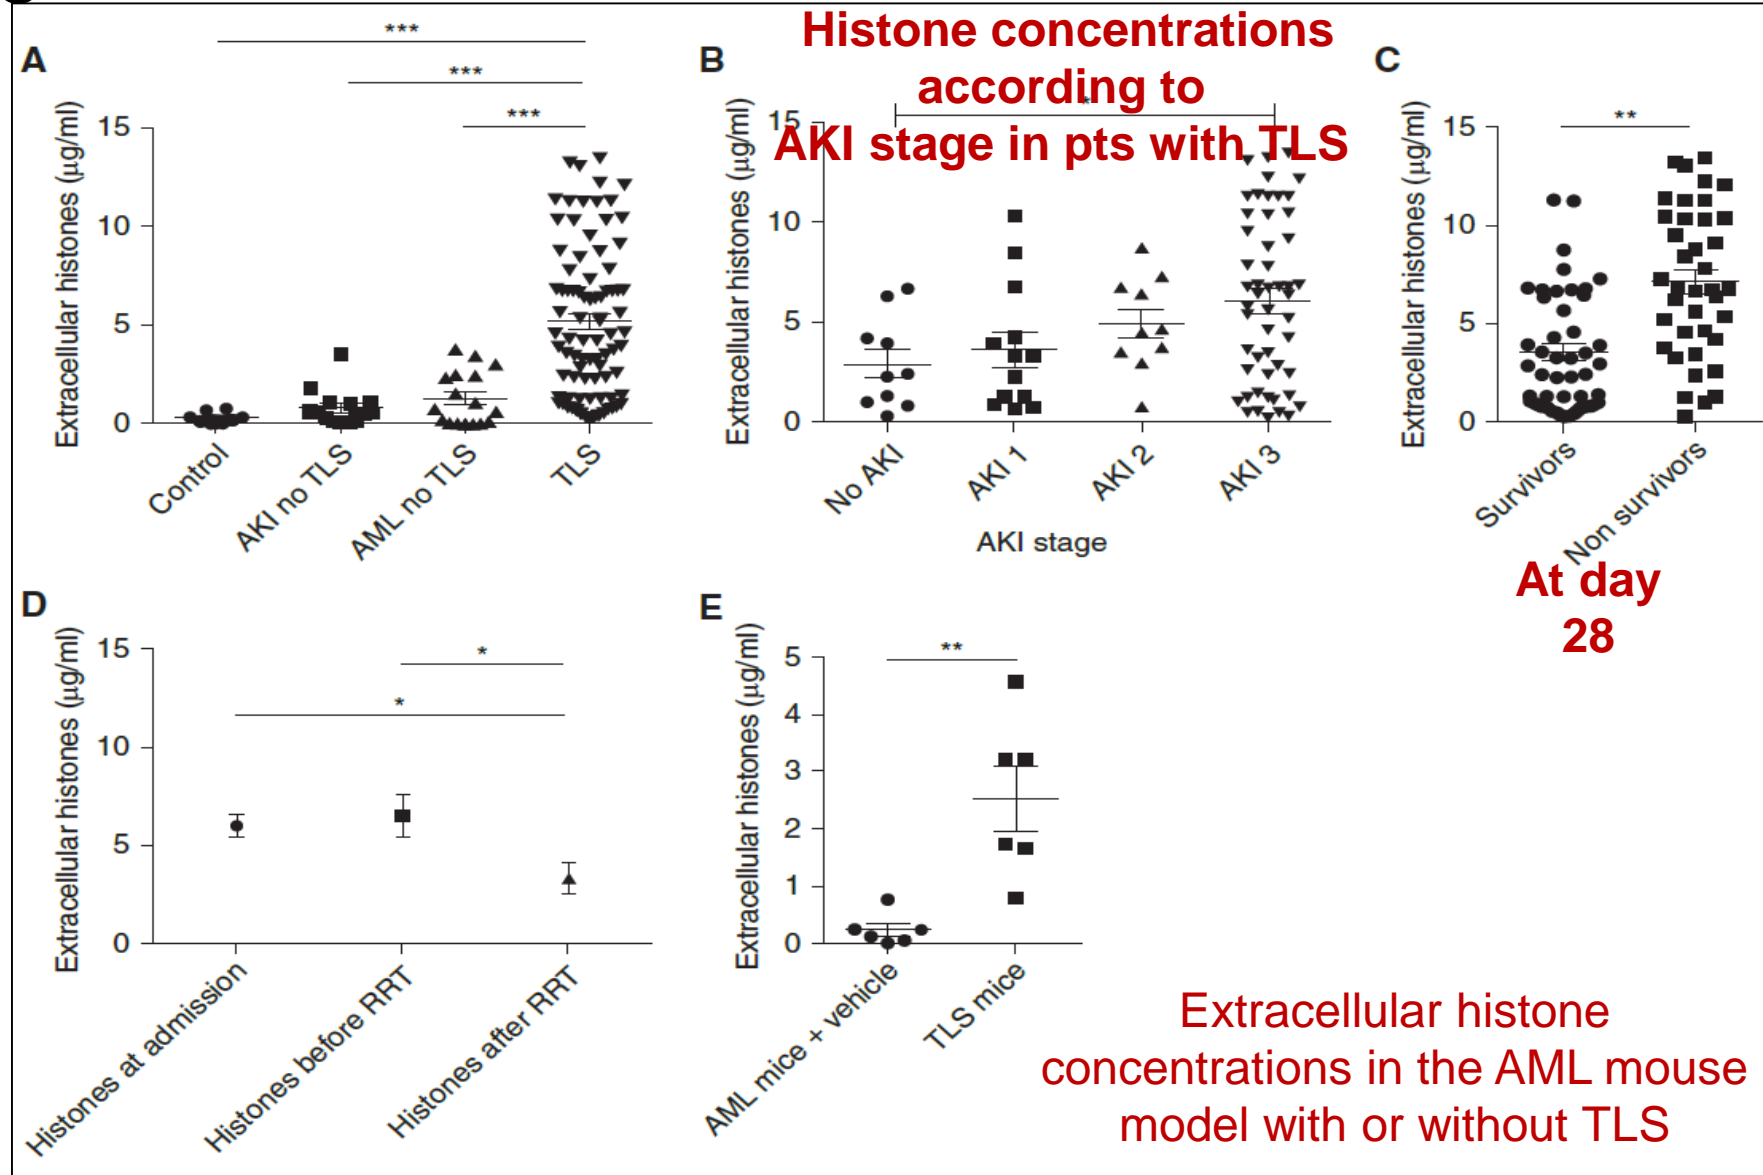 A
***
***
***
Extracellular histones (µg/ml)
15
10
5
0
Control
AKI no TLS
AML no TLS
TLS
B
Histone concentrations
according to
AKI stage in pts with TLS
*
Extracellular histones (µg/ml)
15
10
5
0
No AKI
AKI 1
AKI 2
AKI 3
AKI stage
C
**
Extracellular histones (µg/ml)
15
10
5
0
Survivors
Non survivors
At day
28
D
*
*
Extracellular histones (µg/ml)
15
10
5
0
Histones at admission
Histones before RRT
Histones after RRT
E
**
Extracellular histones (µg/ml)
5
4
3
2
1
0
AML mice + vehicle
TLS mice
Extracellular histone
concentrations in the AML mouse
model with or without TLS